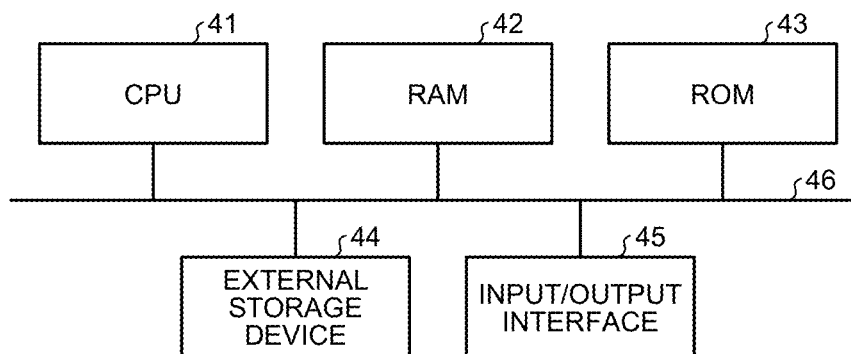 41
42
43
CPU
RAM
ROM
46
44
45
EXTERNAL
STORAGE
DEVICE
INPUT/OUTPUT
INTERFACE